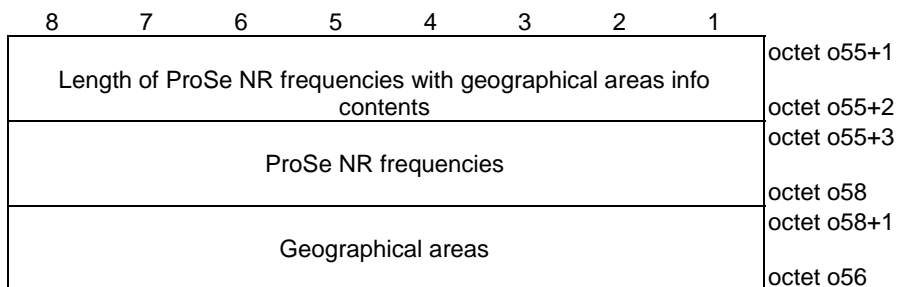 8 7 6 5 4 3 2 1
Length of ProSe NR frequencies with geographical areas info
contents
octet o55+1
octet o55+2
ProSe NR frequencies
octet o55+3
octet o58
Geographical areas
octet o58+1
octet o56